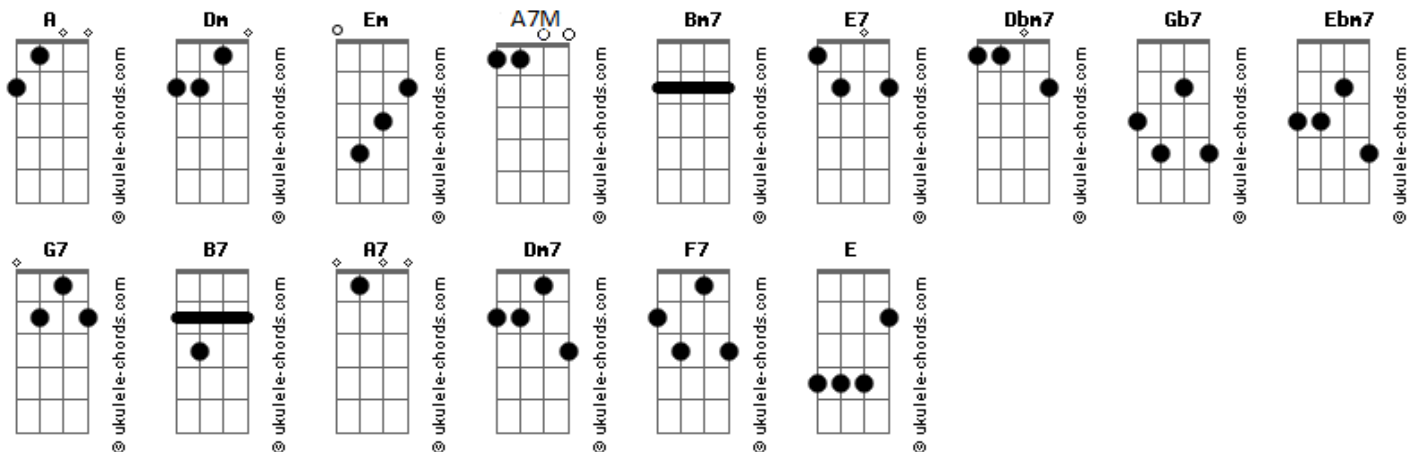 A Dm Em A7M Bm7 E7 Dbm7 Gb7 Ebm7
© ukulele-chords.com © ukulele-chords.com © ukulele-chords.com © ukulele-chords.com © ukulele-chords.com © ukulele-chords.com © ukulele-chords.com © ukulele-chords.com © ukulele-chords.com
G7 B7 A7 Dm7 F7 E
© ukulele-chords.com © ukulele-chords.com © ukulele-chords.com © ukulele-chords.com © ukulele-chords.com © ukulele-chords.com